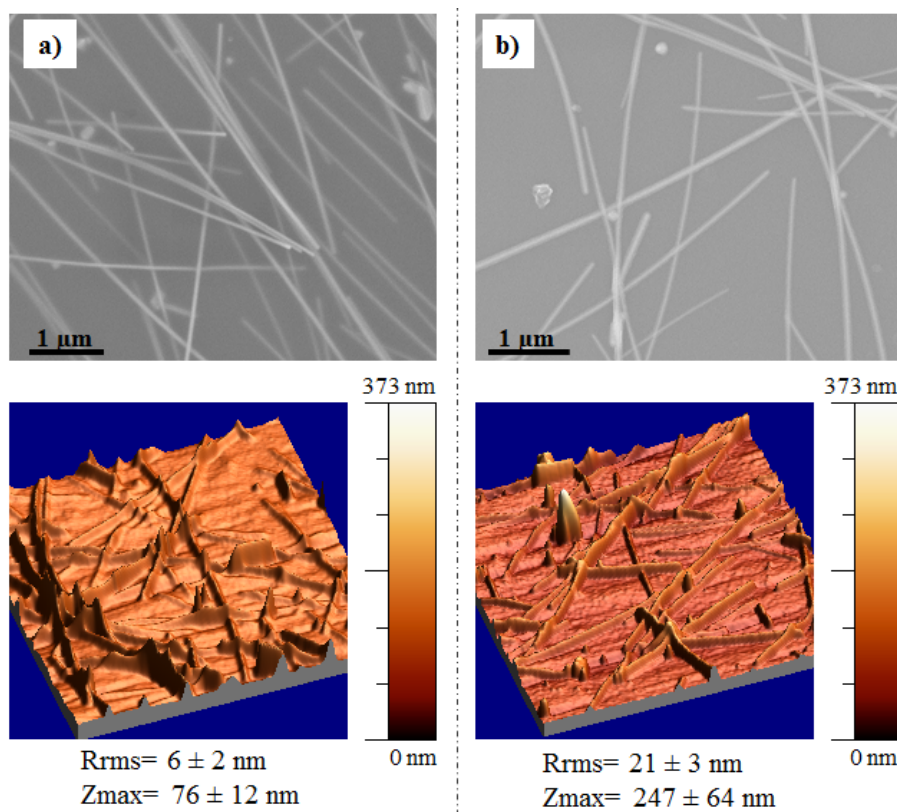 a)
1 µm
b)
1 µm
373 nm
0 nm
Rrms= 6 ± 2 nm
Zmax= 76 ± 12 nm
373 nm
0 nm
Rrms= 21 ± 3 nm
Zmax= 247 ± 64 nm